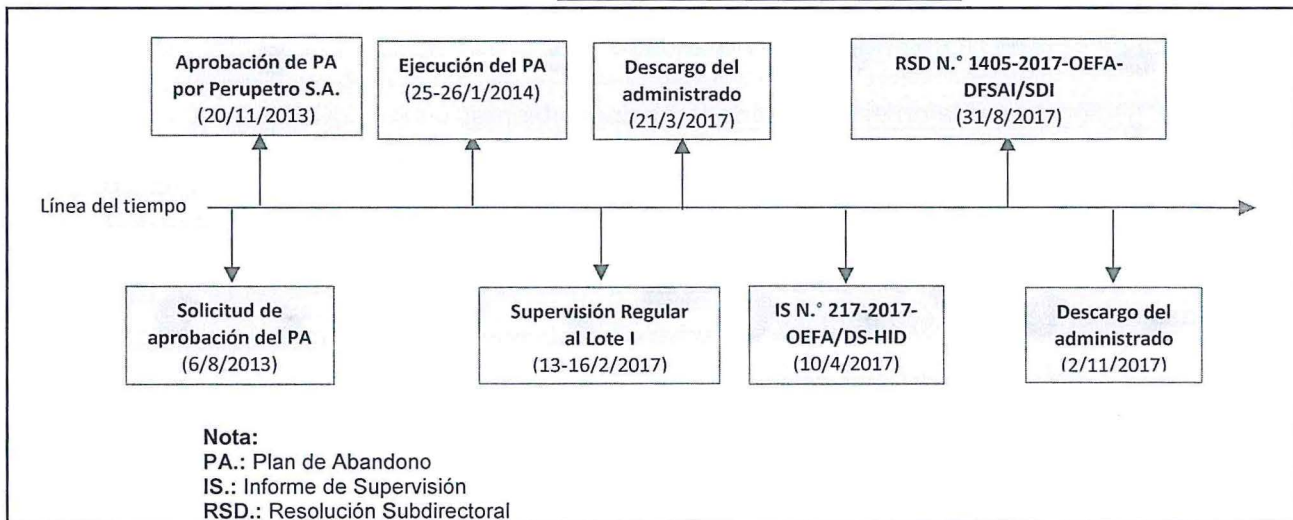 Aprobación de PA
por Perupetro S.A.
(20/11/2013)
Ejecución del PA
(25-26/1/2014)
Descargo del
administrado
(21/3/2017)
RSD N.° 1405-2017-OEFA-
DFSAI/SDI
(31/8/2017)
Línea del tiempo
Solicitud de
aprobación del PA
(6/8/2013)
Supervisión Regular
al Lote I
(13-16/2/2017)
IS N.° 217-2017-
OEFA/DS-HID
(10/4/2017)
Descargo del
administrado
(2/11/2017)
Nota:
PA.: Plan de Abandono
IS.: Informe de Supervisión
RSD.: Resolución Subdirectoral